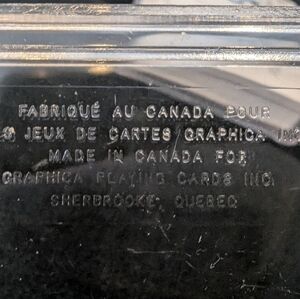 FABRIQUÉ AU CANADA POUR
JEUX DE CARTES GRAPHICA
MADE IN CANADA FOR
GRAPHICA PLAYING CARDS INC.
SHERBROOKE, QUEBEC